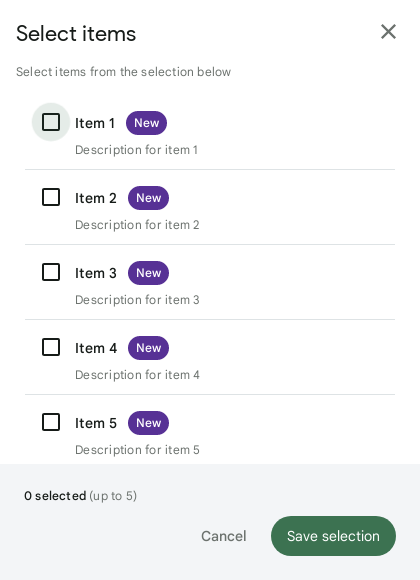 Select items
Select items from the selection below
Item 1 New
Description for item 1
Item 2 New
Description for item 2
Item 3 New
Description for item 3
Item 4 New
Description for item 4
Item 5 New
Description for item 5
0 selected (up to 5)
Cancel Save selection